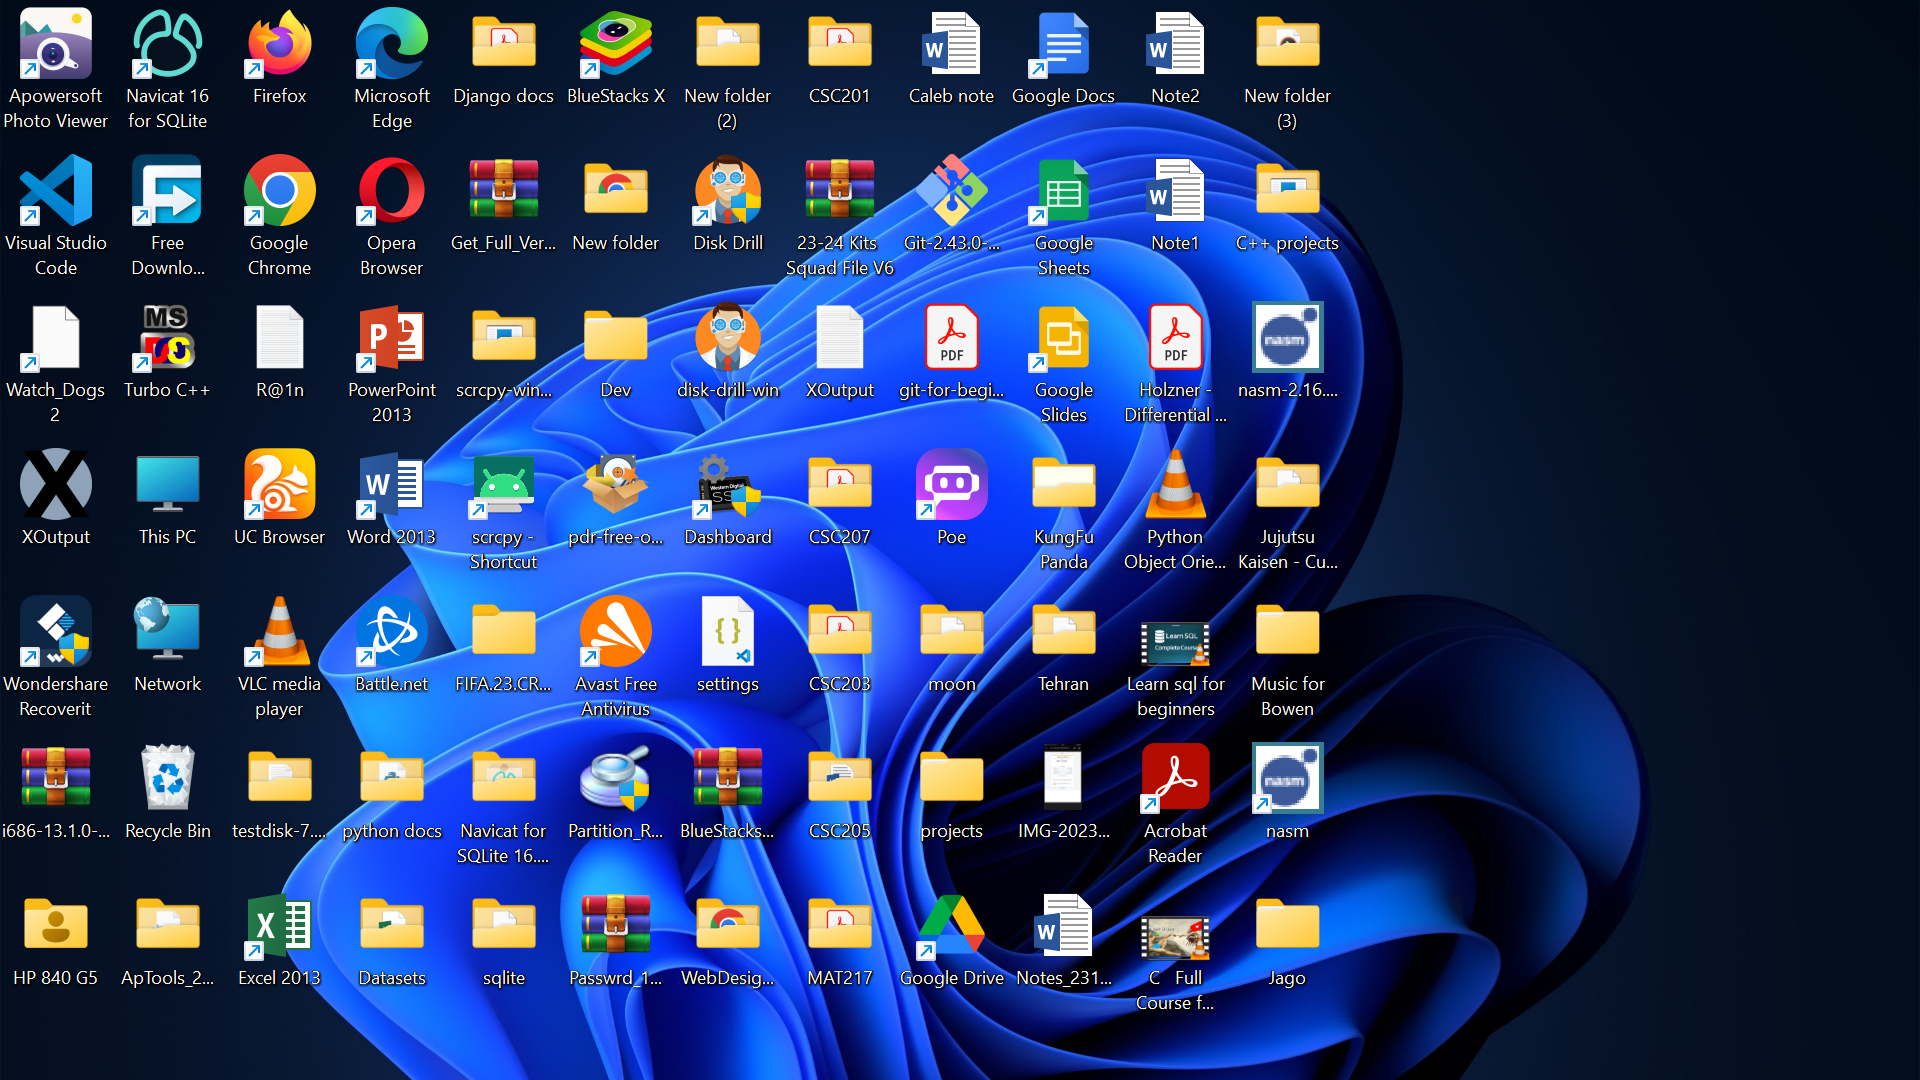 Apowersoft
Photo Viewer
Navicat 16
for SQLite
Firefox
Microsoft
Edge
Django docs
BlueStacks X
New folder
(2)
CSC201
Caleb note
Google Docs
Note2
New folder
(3)
Visual Studio
Code
Free
Downlo...
Google
Chrome
Opera
Browser
Get_Full_Ver...
New folder
Disk Drill
23-24 Kits
Squad File V6
Git-2.43.0-...
Google
Sheets
Note1
C++ projects
Watch_Dogs
2
Turbo C++
R@1n
PowerPoint
2013
scrcpy-win...
Dev
disk-drill-win
XOutput
git-for-begi...
Google
Slides
Holzner -
Differential ...
nasm-2.16....
XOutput
This PC
UC Browser
Word 2013
scrcpy -
Shortcut
pdr-free-o...
Dashboard
CSC207
Poe
KungFu
Panda
Python
Object Orie...
Jujutsu
Kaisen - Cu...
Wondershare
Recoverit
Network
VLC media
player
Battle.net
FIFA.23.CR...
Avast Free
Antivirus
settings
CSC203
moon
Tehran
Learn sql for
beginners
Music for
Bowen
i686-13.1.0-...
Recycle Bin
testdisk-7....
python docs
Navicat for
SQLite 16....
Partition_R...
BlueStacks...
CSC205
projects
IMG-2023...
Acrobat
Reader
nasm
HP 840 G5
ApTools_2...
Excel 2013
Datasets
sqlite
Passwrd_1...
WebDesig...
MAT217
Google Drive
Notes_231...
C   Full
Course f...
Jago